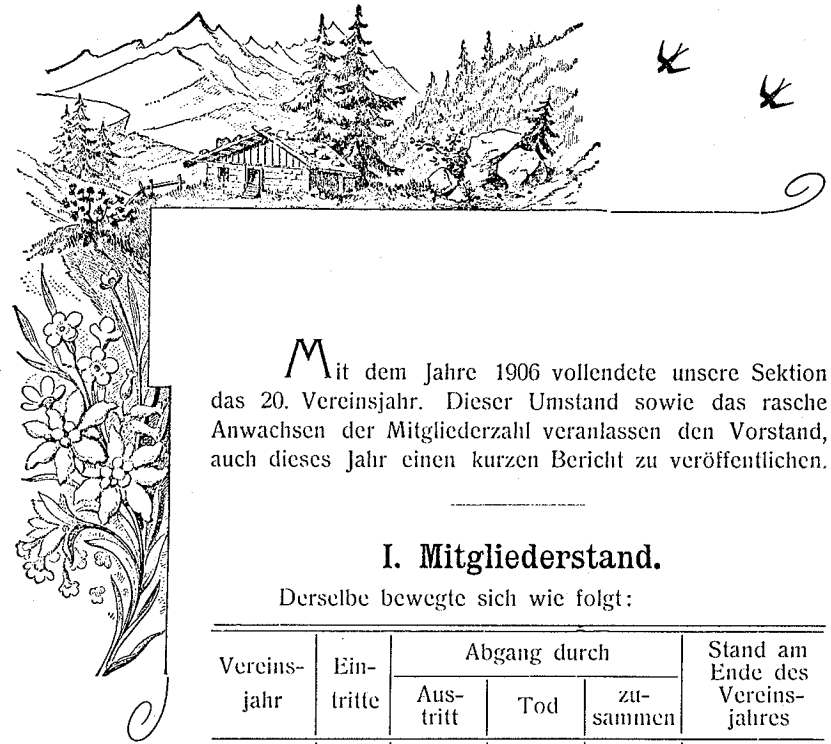 Mit dem Jahre 1906 vollendete unsere Sektion
das 20. Vereinsjahr. Dieser Umstand sowie das rasche
Anwachsen der Mitgliederzahl veranlassen den Vorstand,
auch dieses Jahr einen kurzen Bericht zu veröffentlichen.
I. Mitgliederstand.
Derselbe bewegte sich wie folgt:
Vereins-
jahr
Ein-
tritte
Abgang durch
Aus-
tritt
Tod
zu-
sammen
Stand am
Ende des
Vereins-
jahres